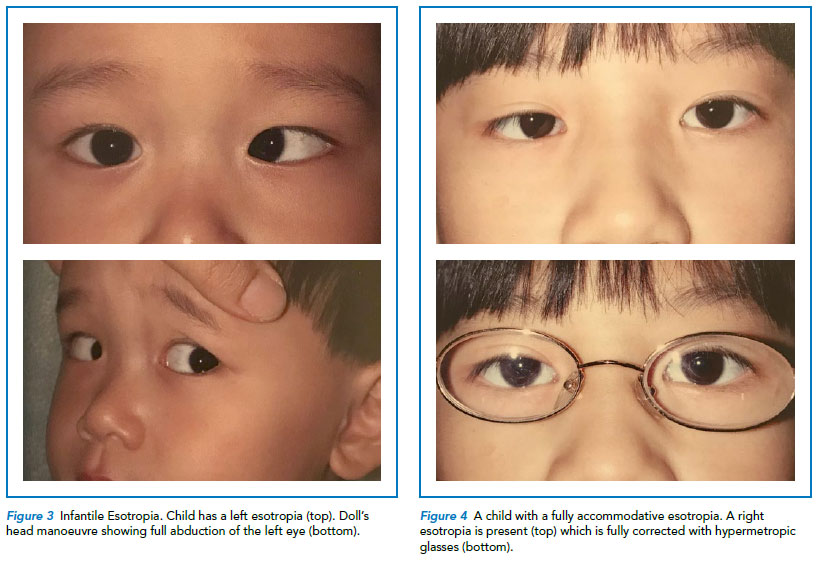 Figure 3 Infantile Esotropia. Child has a left esotropia (top). Doll's
head manoeuvre showing full abduction of the left eye (bottom).
Figure 4 A child with a fully accommodative esotropia. A right
esotropia is present (top) which is fully corrected with hypermetropic
glasses (bottom).